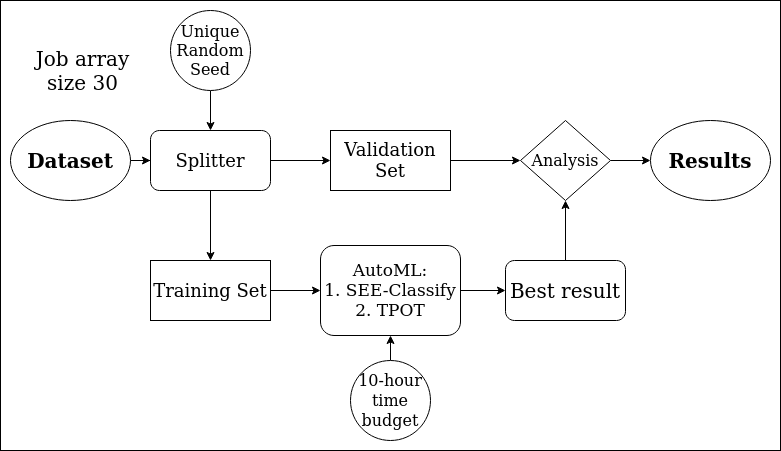 Job array
size 30
Unique
Random
Seed
Dataset
Splitter
Validation
Set
Analysis
Results
Training Set
AutoML:
1. SEE-Classify
2. TPOT
Best result
10-hour
time
budget